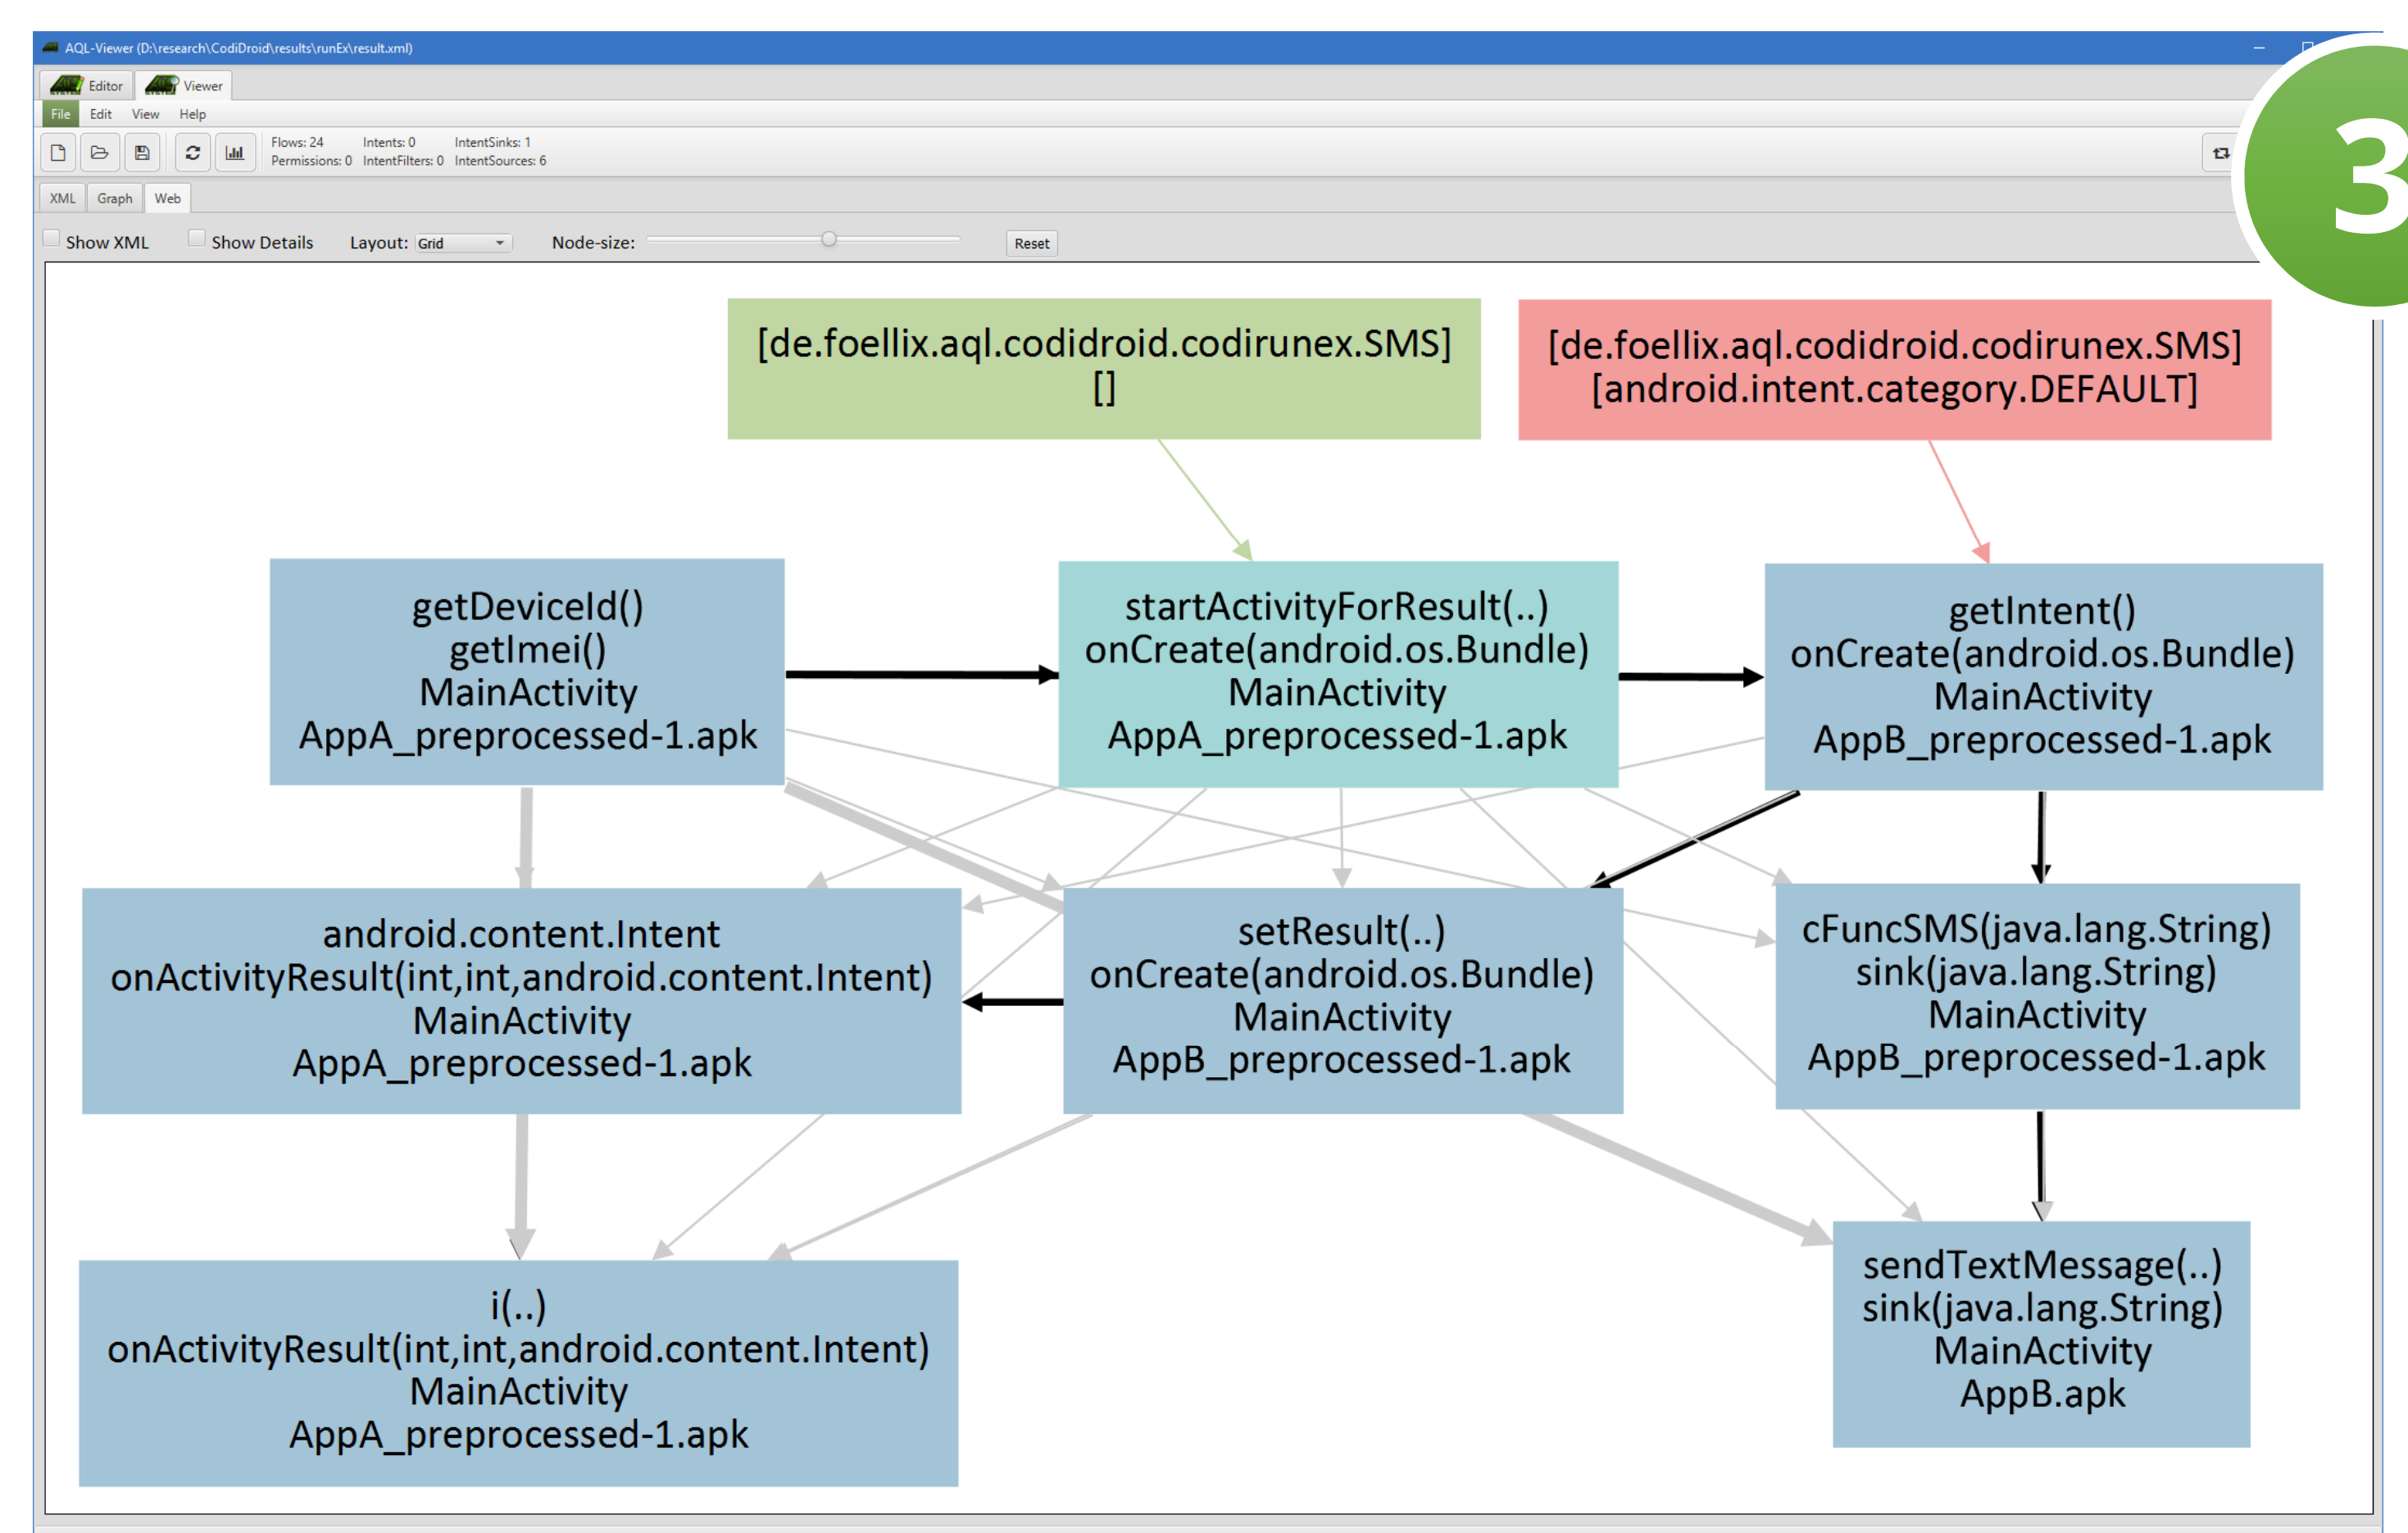 AQL-Viewer (D:\research\CodiDroid\results\runEx\result.xml)
Editor Viewer
File Edit View Help
Flows: 24 Intents: 0 IntentSinks: 1
Permissions: 0 IntentFilters: 0 IntentSources: 6
3
XML Graph Web
Show XML Show Details Layout: Grid Node-size: Reset
[de.foellix.aql.codidroid.codirunex.SMS]
[]
[de.foellix.aql.codidroid.codirunex.SMS]
[android.intent.category.DEFAULT]
getDeviceId()
getImei()
MainActivity
AppA_preprocessed-1.apk
startActivityForResult(..)
onCreate(android.os.Bundle)
MainActivity
AppA_preprocessed-1.apk
getIntent()
onCreate(android.os.Bundle)
MainActivity
AppB_preprocessed-1.apk
android.content.Intent
onActivityResult(int,int,android.content.Intent)
MainActivity
AppA_preprocessed-1.apk
setResult(..)
onCreate(android.os.Bundle)
MainActivity
AppB_preprocessed-1.apk
cFuncSMS(java.lang.String)
sink(java.lang.String)
MainActivity
AppB_preprocessed-1.apk
i(..)
onActivityResult(int,int,android.content.Intent)
MainActivity
AppA_preprocessed-1.apk
sendTextMessage(..)
sink(java.lang.String)
MainActivity
AppB.apk